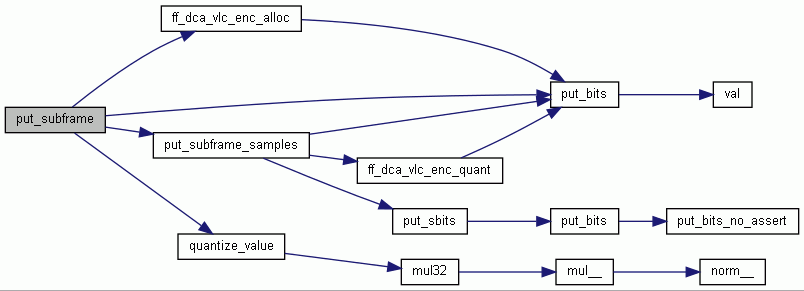 ff_dca_vlc_enc_alloc
put_bits
val
put_subframe
put_subframe_samples
ff_dca_vlc_enc_quant
put_sbits
put_bits
put_bits_no_assert
quantize_value
mul32
mul__
norm__